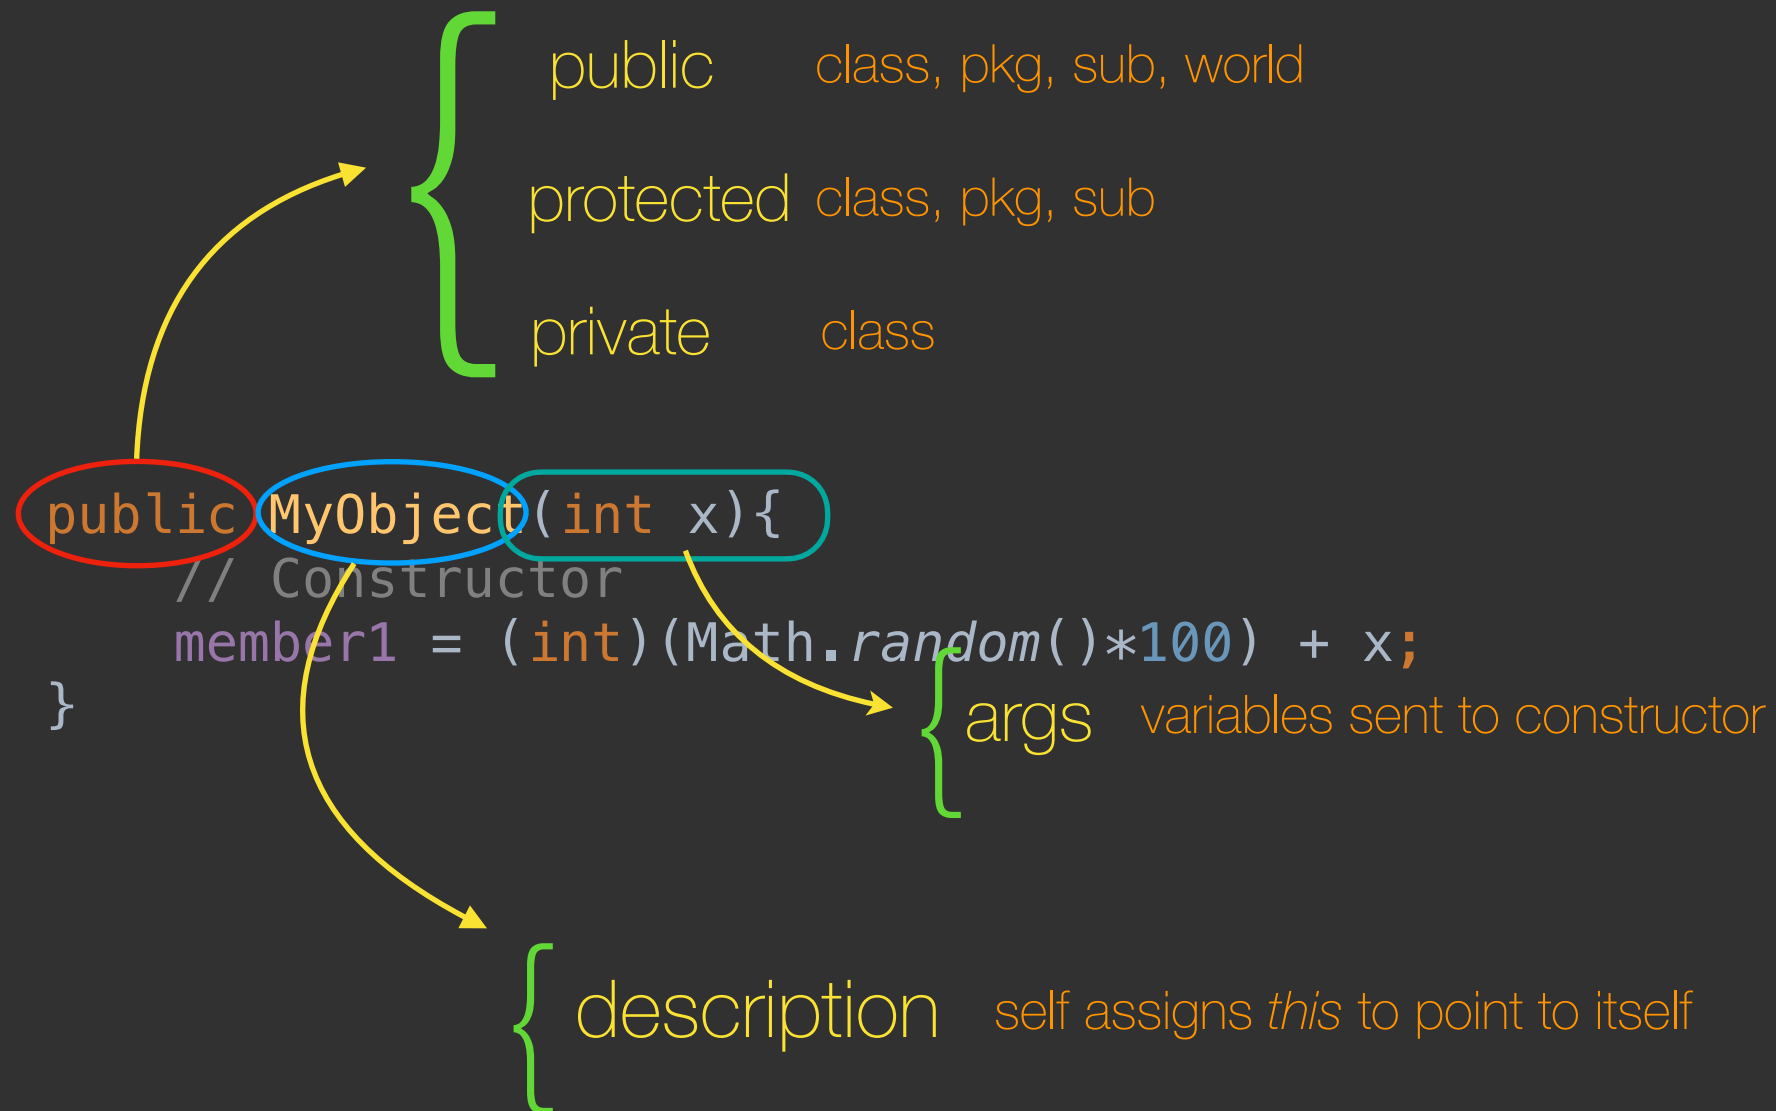 public class, pkg, sub, world
protected class, pkg, sub
private class
public MyObject(int x){
// Constructor
member1 = (int)(Math.random()*100) + x;
}
args variables sent to constructor
description self assigns this to point to itself